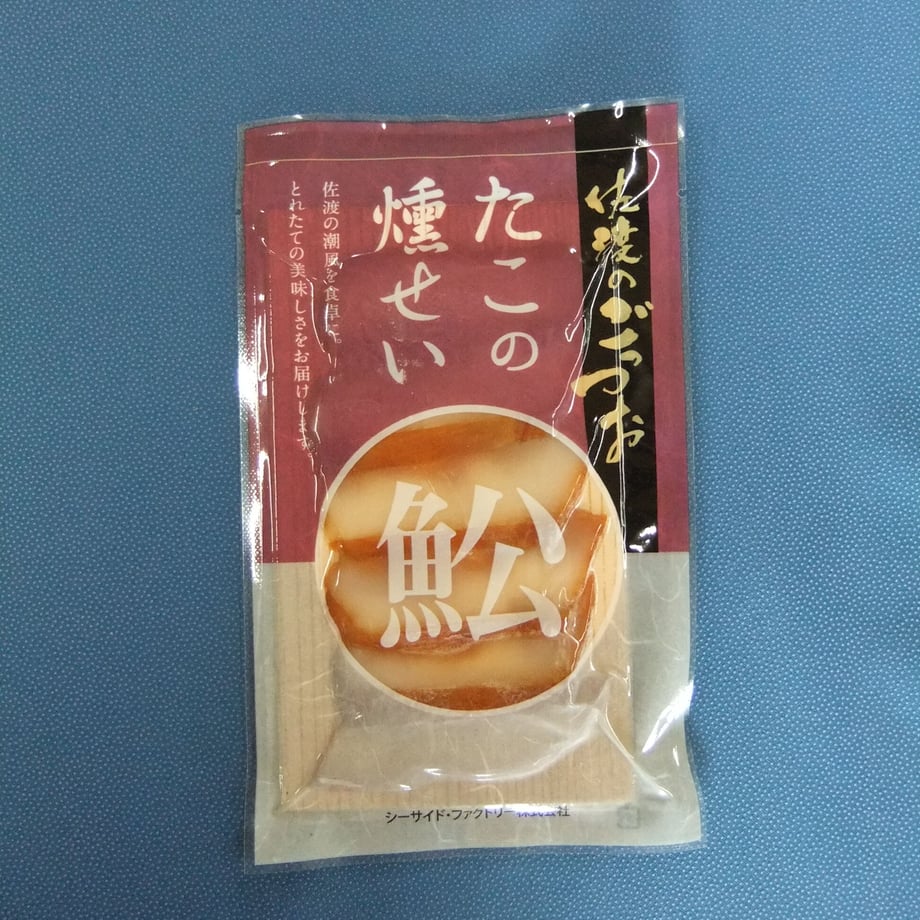 佐渡のごっつお
たこの
燻せい
佐渡の潮風を食卓に。
とれたての美味しさをお届けします。
鮊
シーサイド・ファクトリー株式会社